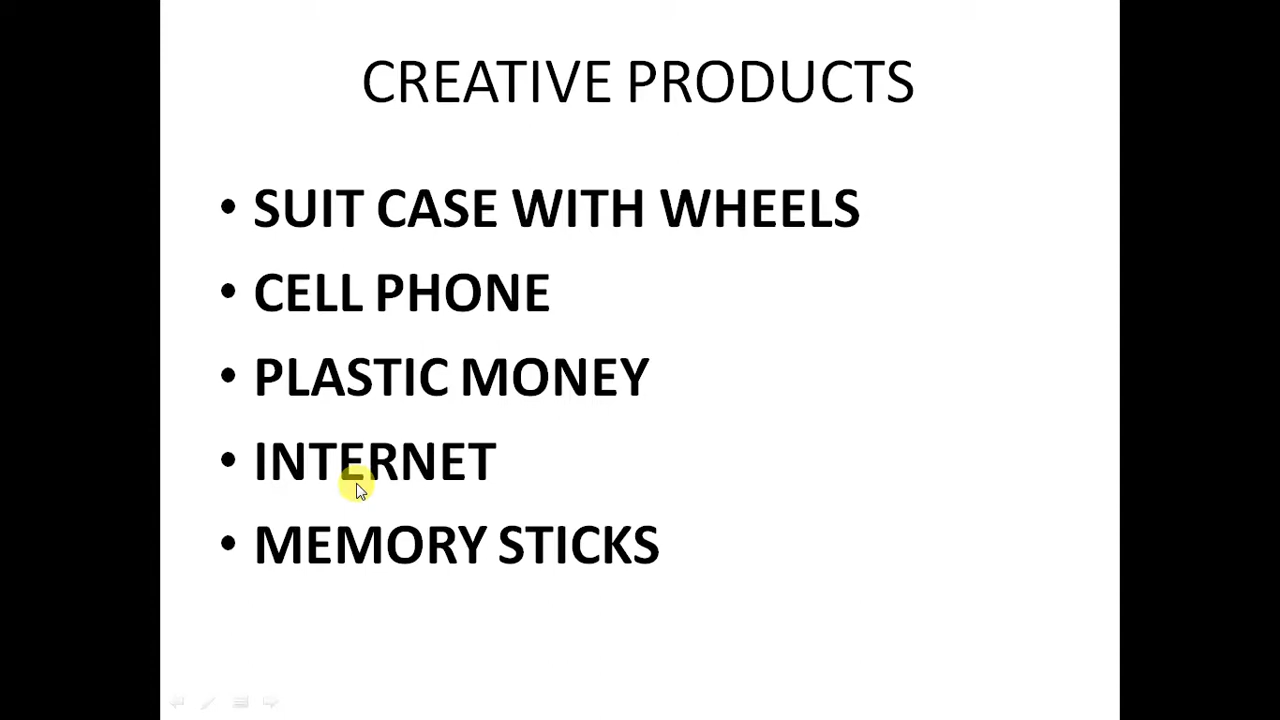 CREATIVE PRODUCTS
• SUIT CASE WITH WHEELS
• CELL PHONE
• PLASTIC MONEY
• INTERNET
• MEMORY STICKS